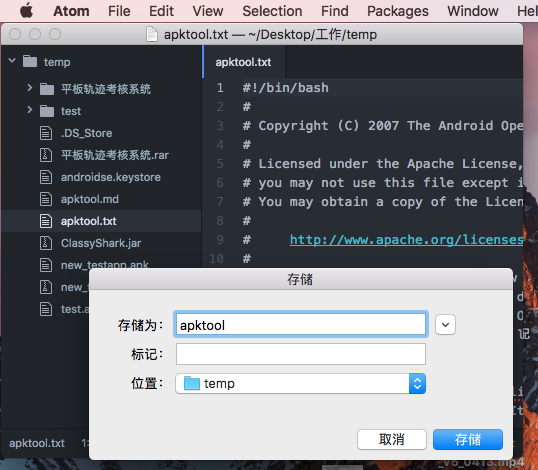 Atom File Edit View Selection Find Packages Window Hel
apktool.txt — ~/Desktop/工作/temp
temp
平板轨迹考核系统
test
.DS_Store
平板轨迹考核系统.rar
androidse.keystore
apktool.md
apktool.txt
ClassyShark.jar
new_testapp.apk
new_t
test.a
apktool.txt
1 #!/bin/bash
2 #
3 # Copyright (C) 2007 The Android Ope
4 #
5 # Licensed under the Apache License,
6 # you may not use this file except i
7 # You may obtain a copy of the Licen
8 #
9 # http://www.apache.org/licenses
10 #
存储
存储为：
apktool
标记：
位置：
temp
取消
存储
apktool.txt 1:
V5_0413.mp4